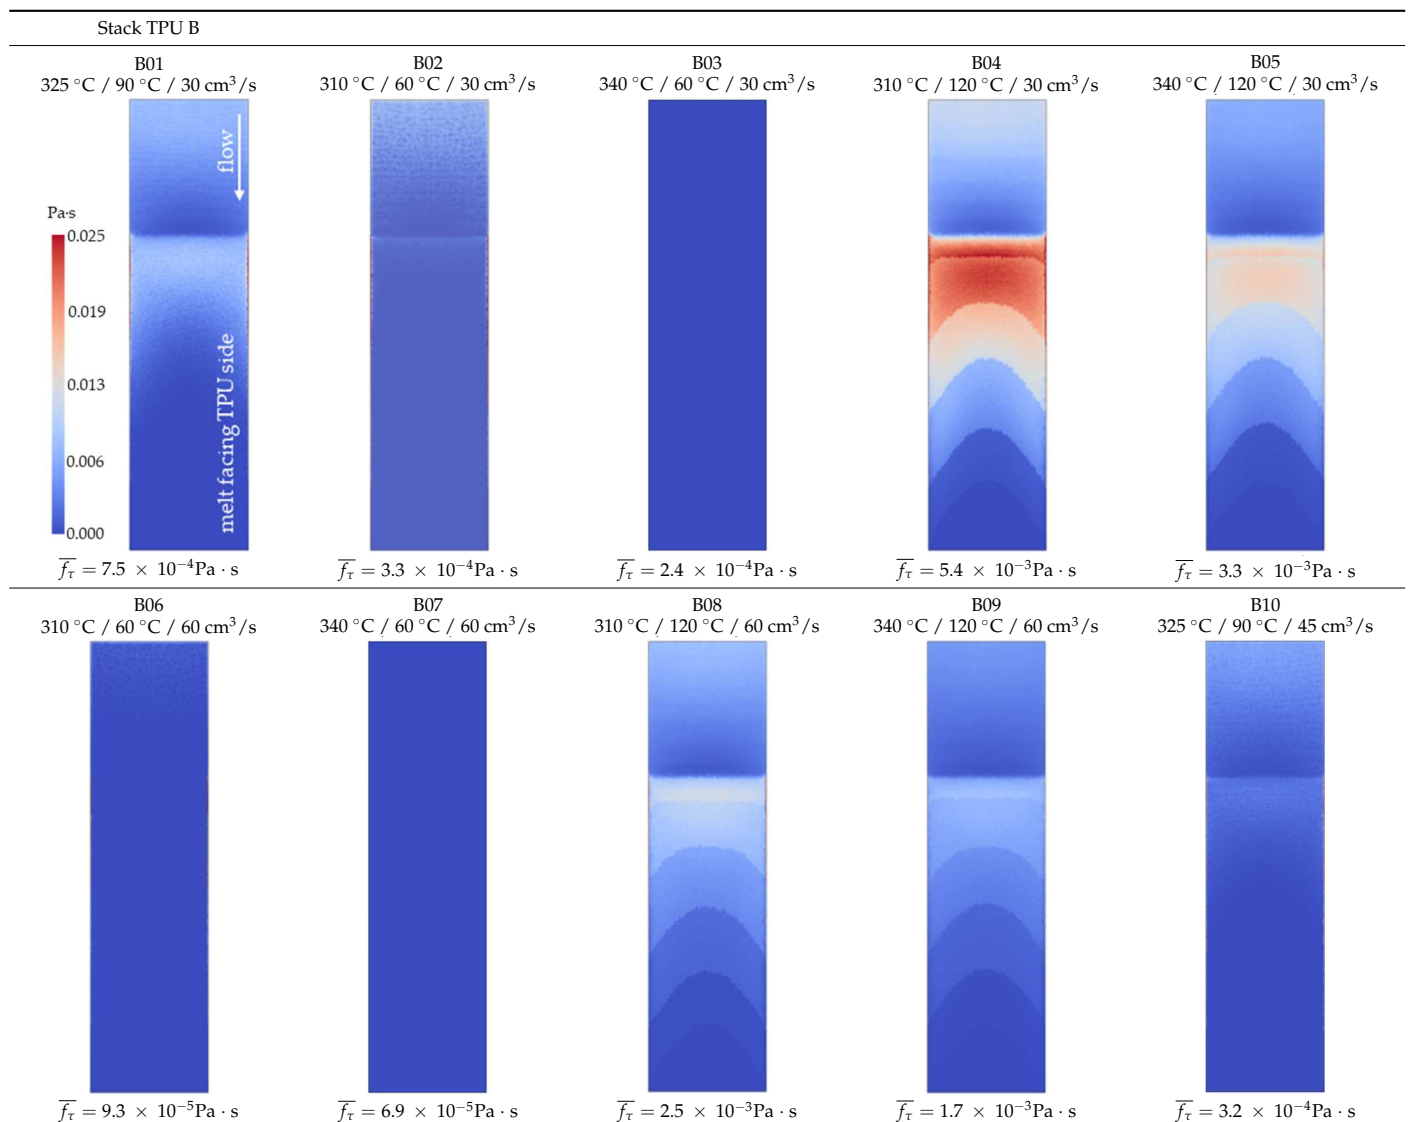 Stack TPU B
B01
325 °C / 90 °C / 30 cm³/s
B02
310 °C / 60 °C / 30 cm³/s
B03
340 °C / 60 °C / 30 cm³/s
B04
310 °C / 120 °C / 30 cm³/s
B05
340 °C / 120 °C / 30 cm³/s
flow
melt facing TPU side
Pa·s
0.025
0.019
0.013
0.006
0.000
f̅τ = 7.5 × 10⁻⁴Pa · s
f̅τ = 3.3 × 10⁻⁴Pa · s
f̅τ = 2.4 × 10⁻⁴Pa · s
f̅τ = 5.4 × 10⁻³Pa · s
f̅τ = 3.3 × 10⁻³Pa · s
B06
310 °C / 60 °C / 60 cm³/s
B07
340 °C / 60 °C / 60 cm³/s
B08
310 °C / 120 °C / 60 cm³/s
B09
340 °C / 120 °C / 60 cm³/s
B10
325 °C / 90 °C / 45 cm³/s
f̅τ = 9.3 × 10⁻⁵Pa · s
f̅τ = 6.9 × 10⁻⁵Pa · s
f̅τ = 2.5 × 10⁻³Pa · s
f̅τ = 1.7 × 10⁻³Pa · s
f̅τ = 3.2 × 10⁻⁴Pa · s